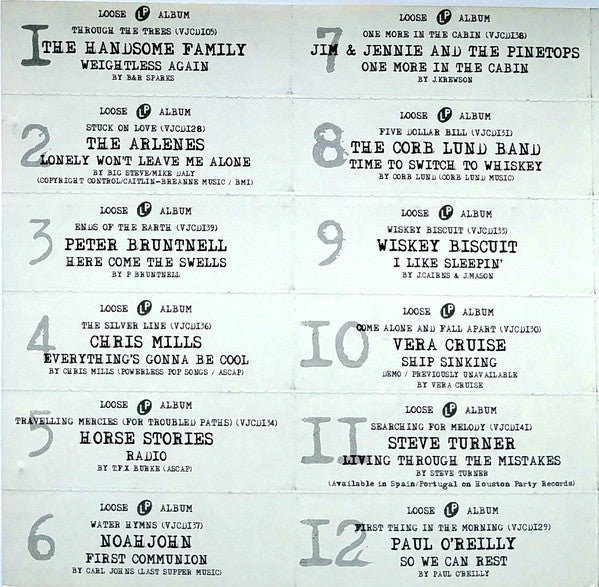 LOOSE LP ALBUM
1
THROUGH THE TREES (VJCD105)
THE HANDSOME FAMILY
WEIGHTLESS AGAIN
BY B&R SPARKS
LOOSE LP ALBUM
2
STUCK ON LOVE (VJCD128)
THE ARLENES
LONELY WON'T LEAVE ME ALONE
BY BIG STEVE/MIKE DALY
(COPYRIGHT CONTROL/CAITLIN-BREANNE MUSIC / BMI)
LOOSE LP ALBUM
3
ENDS OF THE EARTH (VJCD139)
PETER BRUNTNELL
HERE COME THE SWELLS
BY P BRUNTNELL
LOOSE LP ALBUM
4
THE SILVER LINE (VJCD136)
CHRIS MILLS
EVERYTHING'S GONNA BE COOL
BY CHRIS MILLS (POWERLESS POP SONGS / ASCAP)
LOOSE LP ALBUM
5
TRAVELLING MERCIES (FOR TROUBLED PATHS) (VJCD134)
HORSE STORIES
RADIO
BY T.F.X BURKE (ASCAP)
LOOSE LP ALBUM
6
WATER HYMNS (VJCD137)
NOAHJOHN
FIRST COMMUNION
BY CARL JOHNS (LAST SUPPER MUSIC)
LOOSE LP ALBUM
7
ONE MORE IN THE CABIN (VJCD138)
JIM & JENNIE AND THE PINETOPS
ONE MORE IN THE CABIN
BY J.KREWSON
LOOSE LP ALBUM
8
FIVE DOLLAR BILL (VJCD131)
THE CORB LUND BAND
TIME TO SWITCH TO WHISKEY
BY CORB LUND (CORB LUND MUSIC)
LOOSE LP ALBUM
9
WISKEY BISCUIT (VJCD135)
WISKEY BISCUIT
I LIKE SLEEPIN'
BY J.CAIRNS & J.MASON
LOOSE LP ALBUM
10
COME ALONE AND FALL APART (VJCD130)
VERA CRUISE
SHIP SINKING
DEMO / PREVIOUSLY UNAVAILABLE
BY VERA CRUISE
LOOSE LP ALBUM
11
SEARCHING FOR MELODY (VJCD141)
STEVE TURNER
LIVING THROUGH THE MISTAKES
BY STEVE TURNER
(Available in Spain/Portugal on Houston Party Records)
LOOSE LP ALBUM
12
FIRST THING IN THE MORNING (VJCD129)
PAUL O'REILLY
SO WE CAN REST
BY PAUL O'REILLY